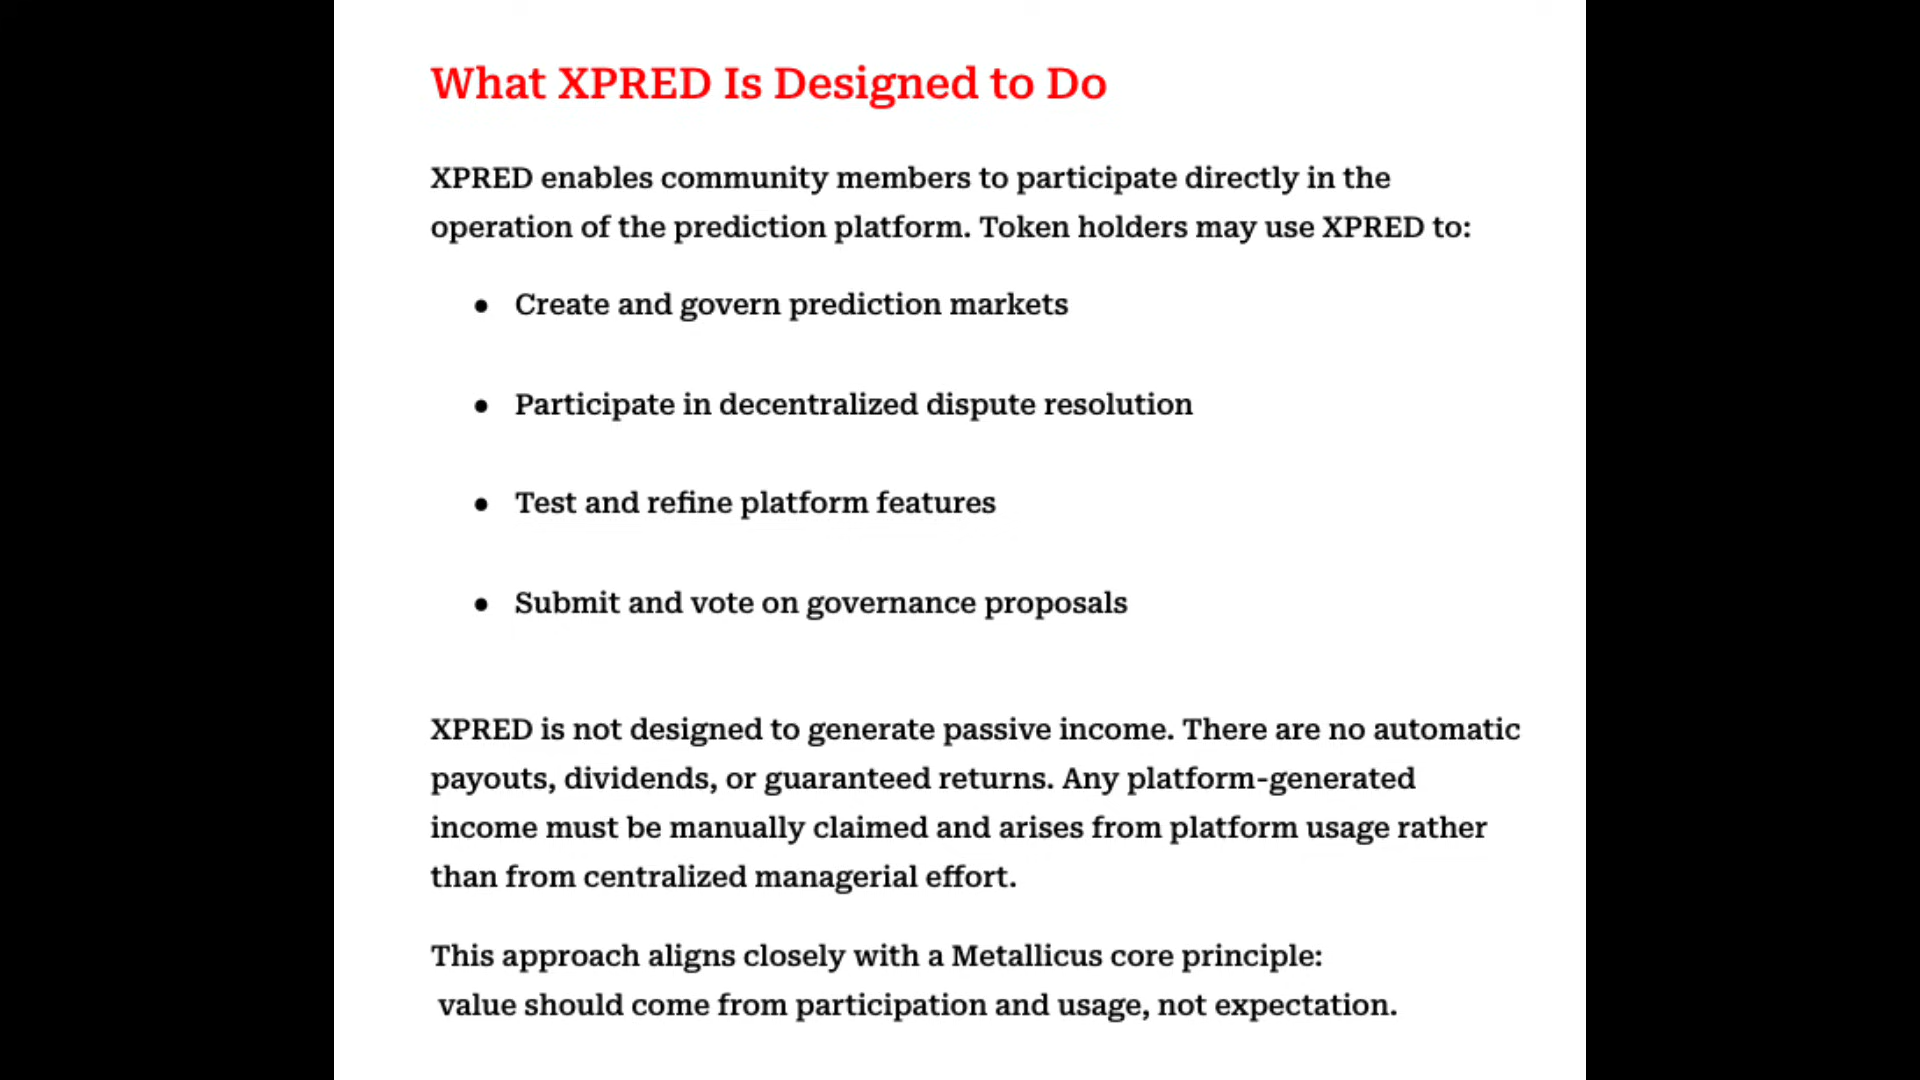 What XPRED Is Designed to Do
XPRED enables community members to participate directly in the
operation of the prediction platform. Token holders may use XPRED to:
● Create and govern prediction markets
● Participate in decentralized dispute resolution
● Test and refine platform features
● Submit and vote on governance proposals
XPRED is not designed to generate passive income. There are no automatic
payouts, dividends, or guaranteed returns. Any platform-generated
income must be manually claimed and arises from platform usage rather
than from centralized managerial effort.
This approach aligns closely with a Metallicus core principle:
value should come from participation and usage, not expectation.